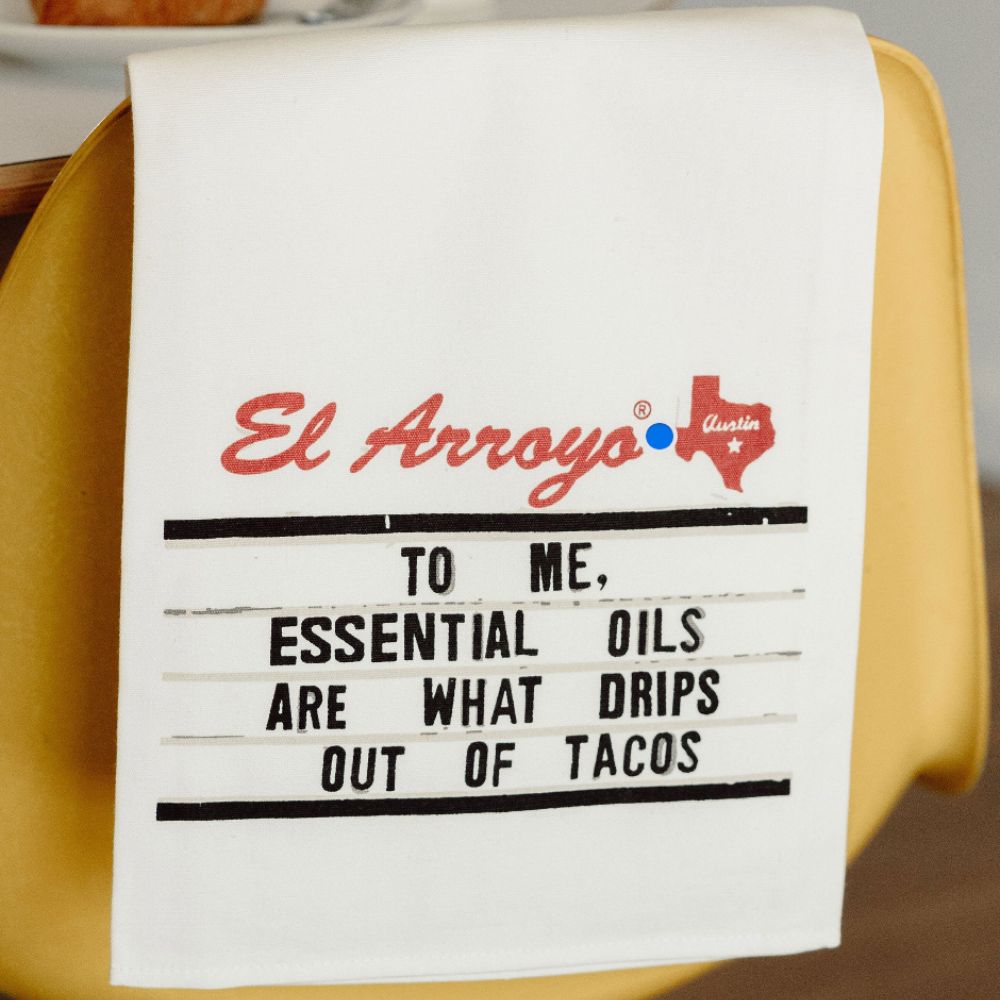 El Arroyo® Austin
TO ME,
ESSENTIAL OILS
ARE WHAT DRIPS
OUT OF TACOS